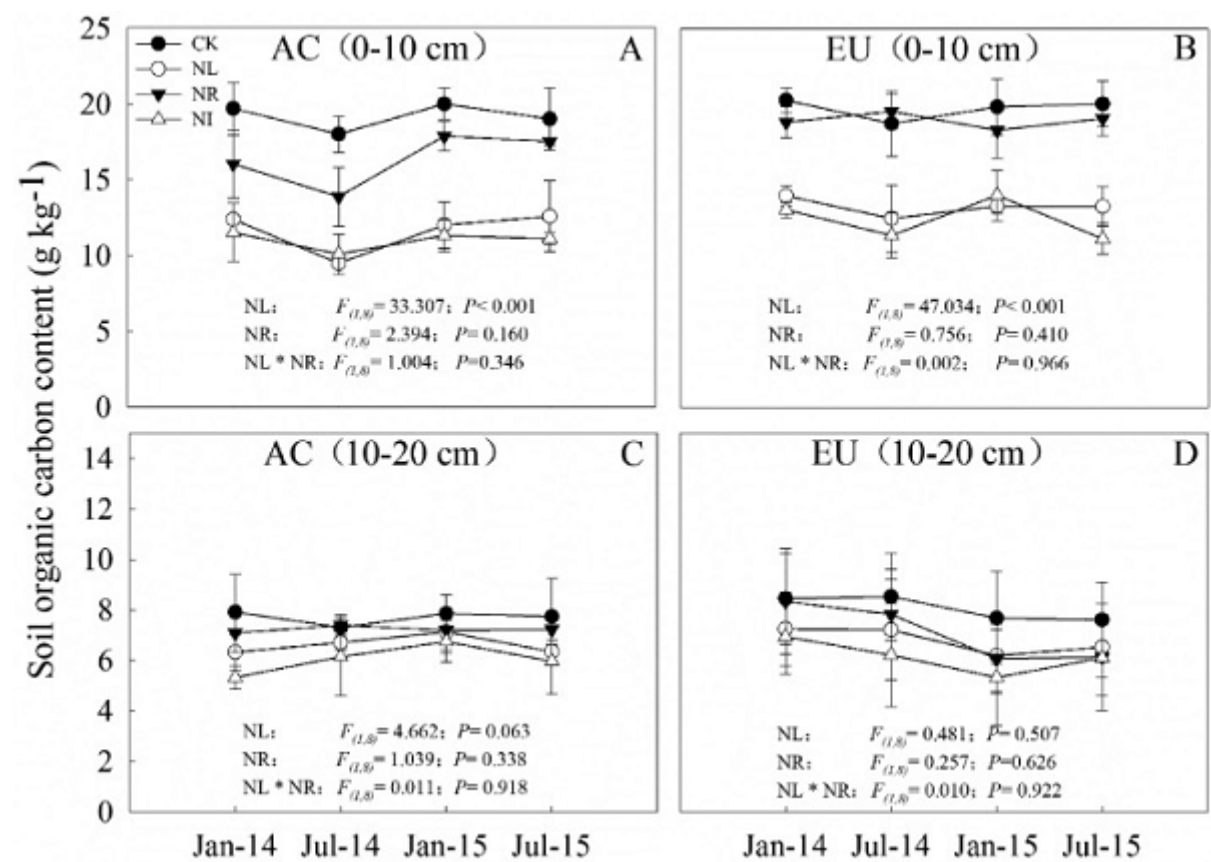 AC（0-10 cm） A
CK
NL
NR
NI
EU（0-10 cm） B
Soil organic carbon content (g kg⁻¹)
25
20
15
10
5
0
NL： F(1,8)= 33.307； P< 0.001
NR： F(1,8)= 2.394； P= 0.160
NL * NR： F(1,8)= 1.004； P=0.346
NL： F(1,8)= 47.034； P< 0.001
NR： F(1,8)= 0.756； P= 0.410
NL * NR： F(1,8)= 0.002； P= 0.966
AC（10-20 cm） C
EU（10-20 cm） D
14
12
10
8
6
4
2
0
NL： F(1,8)= 4.662； P= 0.063
NR： F(1,8)= 1.039； P= 0.338
NL * NR： F(1,8)= 0.011； P= 0.918
NL： F(1,8)= 0.481； P= 0.507
NR： F(1,8)= 0.257； P=0.626
NL * NR： F(1,8)= 0.010； P= 0.922
Jan-14 Jul-14 Jan-15 Jul-15
Jan-14 Jul-14 Jan-15 Jul-15